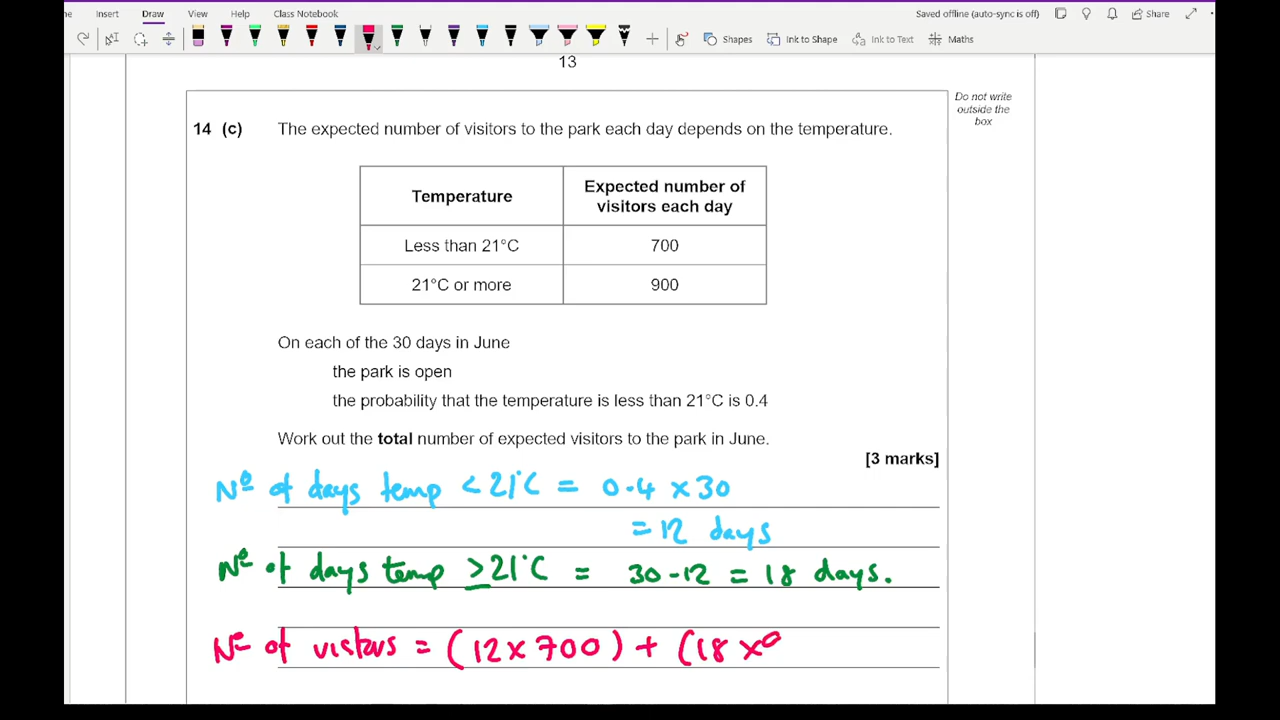 me Insert Draw View Help Class Notebook Saved offline (auto-sync is off) Share
Shapes Ink to Shape Ink to Text Maths
13
Do not write
outside the
box
14 (c) The expected number of visitors to the park each day depends on the temperature.
Temperature Expected number of visitors each day
Less than 21°C 700
21°C or more 900
On each of the 30 days in June
the park is open
the probability that the temperature is less than 21°C is 0.4
Work out the total number of expected visitors to the park in June.
[3 marks]
Nº of days temp < 21°C = 0.4 x 30
= 12 days
Nº of days temp ≥ 21°C = 30 - 12 = 18 days.
Nº of vistors = (12 x 700) + (18 x